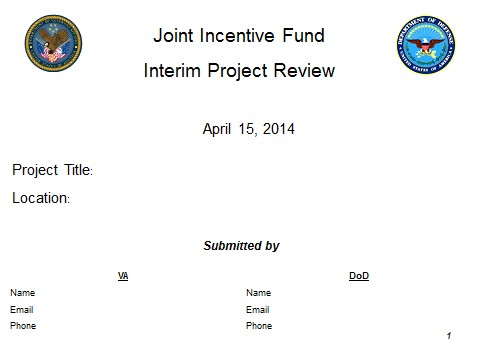 Joint Incentive Fund
Interim Project Review
DEPARTMENT OF DEFENSE
UNITED STATES OF AMERICA
April 15, 2014
Project Title:
Location:
Submitted by
VA DoD
Name Name
Email Email
Phone Phone
1